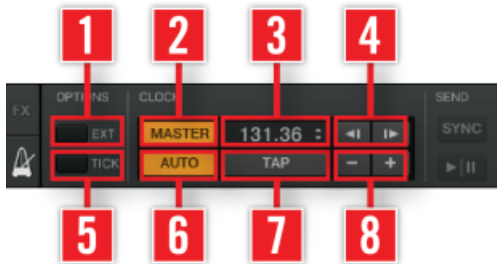 1 2 3 4
OPTIONS CLOCK SEND
FX EXT MASTER 131.36 SYNC
TICK AUTO TAP − +
5 6 7 8